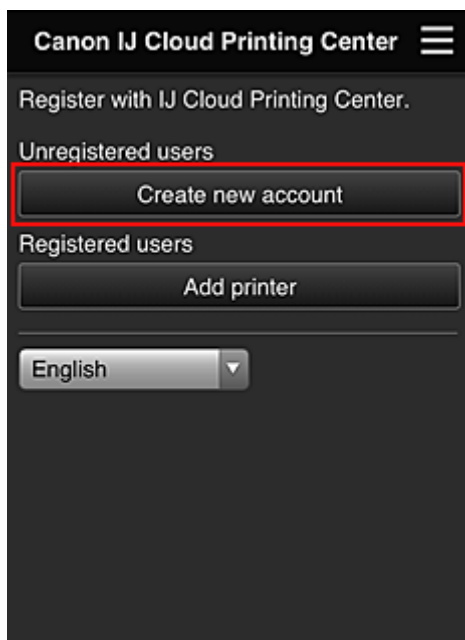 Canon IJ Cloud Printing Center
Register with IJ Cloud Printing Center.
Unregistered users
Create new account
Registered users
Add printer
English